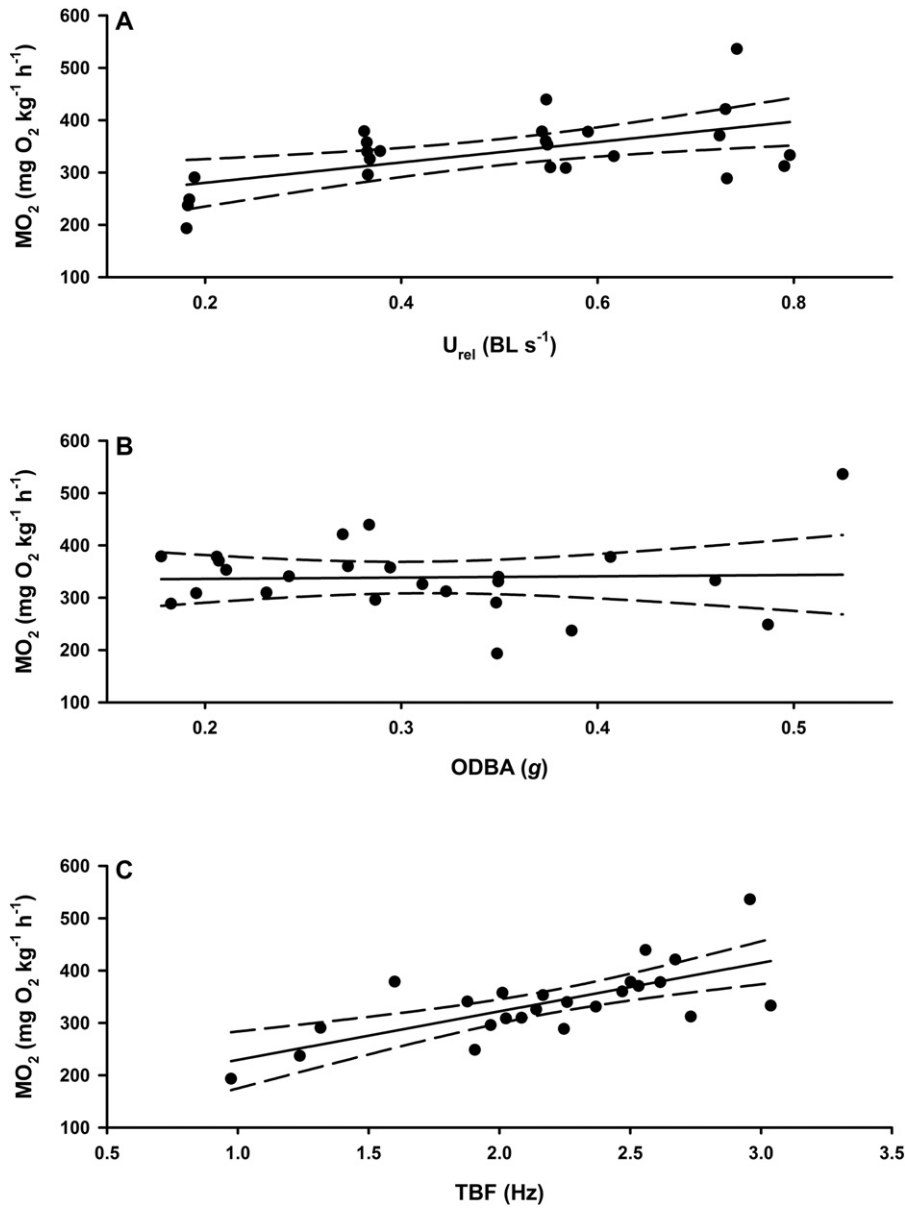 A
600
500
400
300
200
100
MO₂ (mg O₂ kg⁻¹ h⁻¹)
0.2 0.4 0.6 0.8
U_rel (BL s⁻¹)
B
600
500
400
300
200
100
MO₂ (mg O₂ kg⁻¹ h⁻¹)
0.2 0.3 0.4 0.5
ODBA (g)
C
600
500
400
300
200
100
MO₂ (mg O₂ kg⁻¹ h⁻¹)
0.5 1.0 1.5 2.0 2.5 3.0 3.5
TBF (Hz)